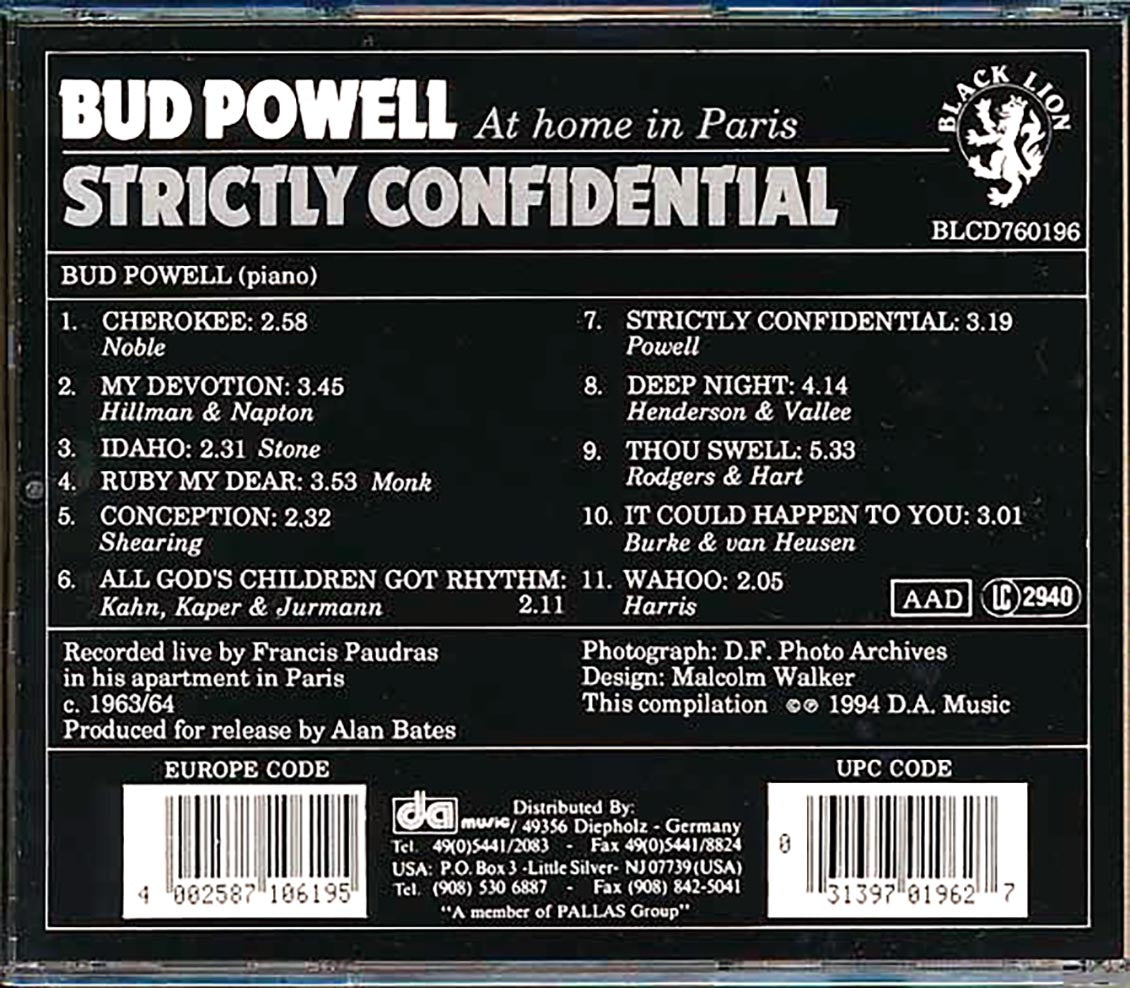 BUD POWELL At home in Paris
STRICTLY CONFIDENTIAL
BLACK LION
BLCD760196
BUD POWELL (piano)
1. CHEROKEE: 2.58
Noble
2. MY DEVOTION: 3.45
Hillman & Napton
3. IDAHO: 2.31 Stone
4. RUBY MY DEAR: 3.53 Monk
5. CONCEPTION: 2.32
Shearing
6. ALL GOD'S CHILDREN GOT RHYTHM:
Kahn, Kaper & Jurmann 2.11
7. STRICTLY CONFIDENTIAL: 3.19
Powell
8. DEEP NIGHT: 4.14
Henderson & Vallee
9. THOU SWELL: 5.33
Rodgers & Hart
10. IT COULD HAPPEN TO YOU: 3.01
Burke & van Heusen
11. WAHOO: 2.05
Harris
AAD LC 2940
Recorded live by Francis Paudras
in his apartment in Paris
c. 1963/64
Produced for release by Alan Bates
Photograph: D.F. Photo Archives
Design: Malcolm Walker
This compilation ©℗ 1994 D.A. Music
EUROPE CODE
4 002587 106195
da music
Distributed By:
/ 49356 Diepholz - Germany
Tel. 49(0)5441/2083 - Fax 49(0)5441/8824
USA: P.O. Box 3 -Little Silver- NJ 07739 (USA)
Tel. (908) 530 6887 - Fax (908) 842-5041
"A member of PALLAS Group"
UPC CODE
0 31397 01962 7